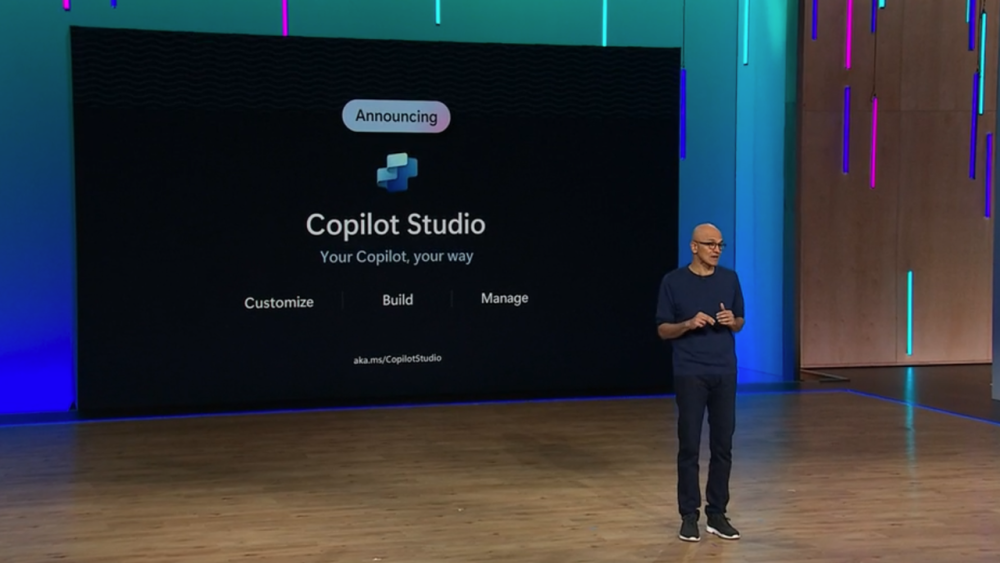 Announcing
Copilot Studio
Your Copilot, your way
Customize Build Manage
aka.ms/CopilotStudio